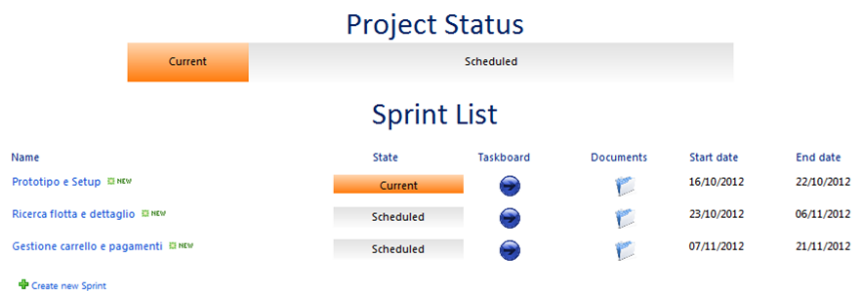 Project Status
Current Scheduled
Sprint List
Name State Taskboard Documents Start date End date
Prototipo e Setup NEW Current 16/10/2012 22/10/2012
Ricerca flotta e dettaglio NEW Scheduled 23/10/2012 06/11/2012
Gestione carrello e pagamenti NEW Scheduled 07/11/2012 21/11/2012
Create new Sprint